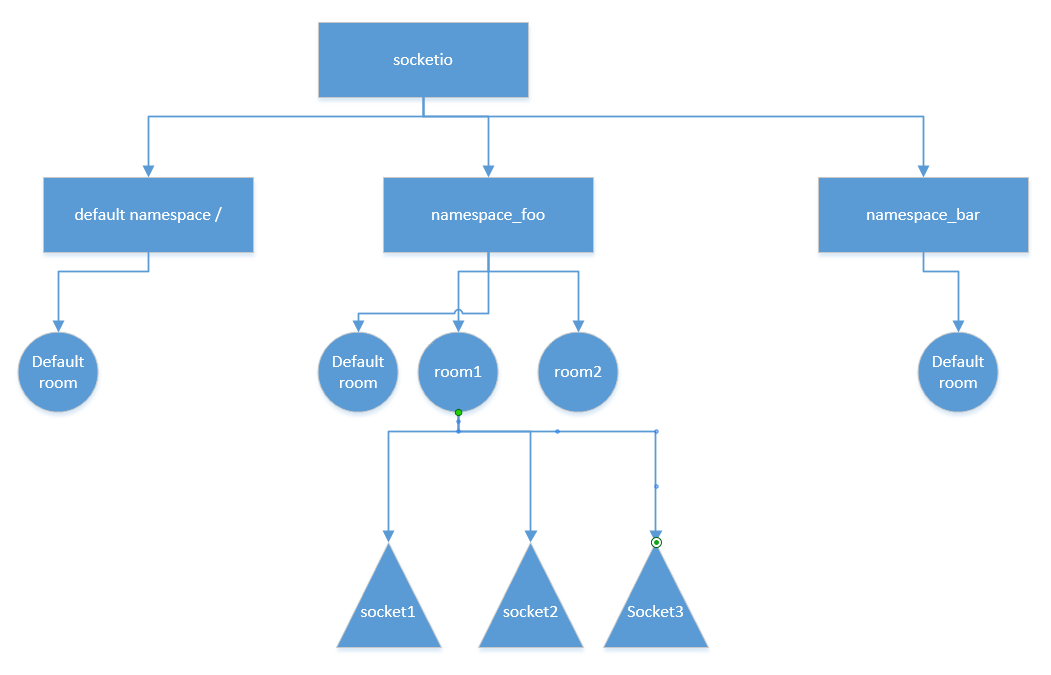 socketio
default namespace /
namespace_foo
namespace_bar
Default
room
Default
room
room1
room2
Default
room
socket1
socket2
Socket3